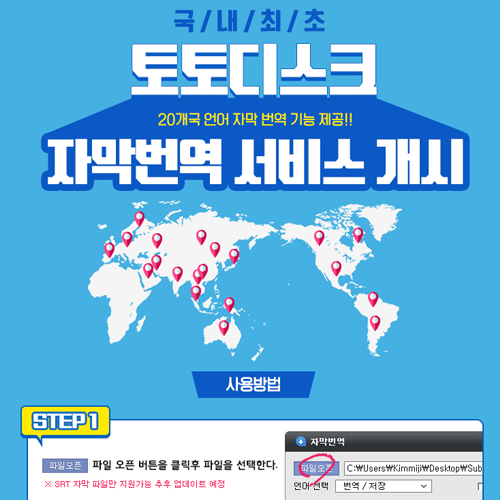 국/내/최/초
토토디스크
20개국 언어 자막 번역 기능 제공!!
자막번역 서비스 개시
사용방법
STEP 1
파일오픈 파일 오픈 버튼을 클릭후 파일을 선택한다.
※ SRT 자막 파일만 지원가능 추후 업데이트 예정
자막번역
파일오픈 C:₩Users₩Kimmiji₩Desktop₩Sub
언어 선택 번역 / 저장